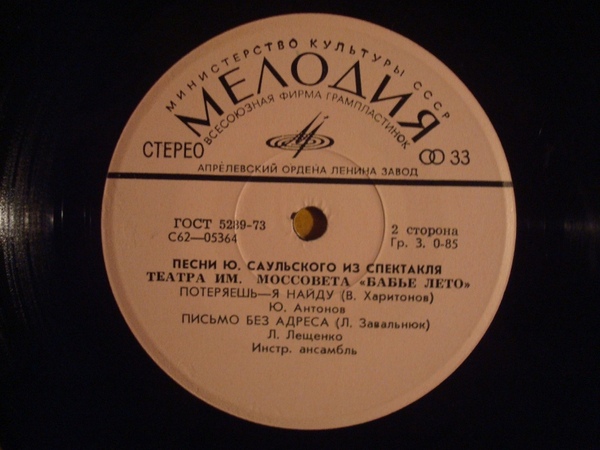 МИНИСТЕРСТВО КУЛЬТУРЫ СССР
МЕЛОДИЯ
ВСЕСОЮЗНАЯ ФИРМА ГРАМПЛАСТИНОК
СТЕРЕО
33
АПРЕЛЕВСКИЙ ОРДЕНА ЛЕНИНА ЗАВОД
ГОСТ 5289-73
С62—05364
2 сторона
Гр. 3. 0-85
ПЕСНИ Ю. САУЛЬСКОГО ИЗ СПЕКТАКЛЯ
ТЕАТРА ИМ. МОССОВЕТА «БАБЬЕ ЛЕТО»
ПОТЕРЯЕШЬ—Я НАЙДУ (В. Харитонов)
Ю. Антонов
ПИСЬМО БЕЗ АДРЕСА (Л. Завальнюк)
Л. Лещенко
Инстр. ансамбль